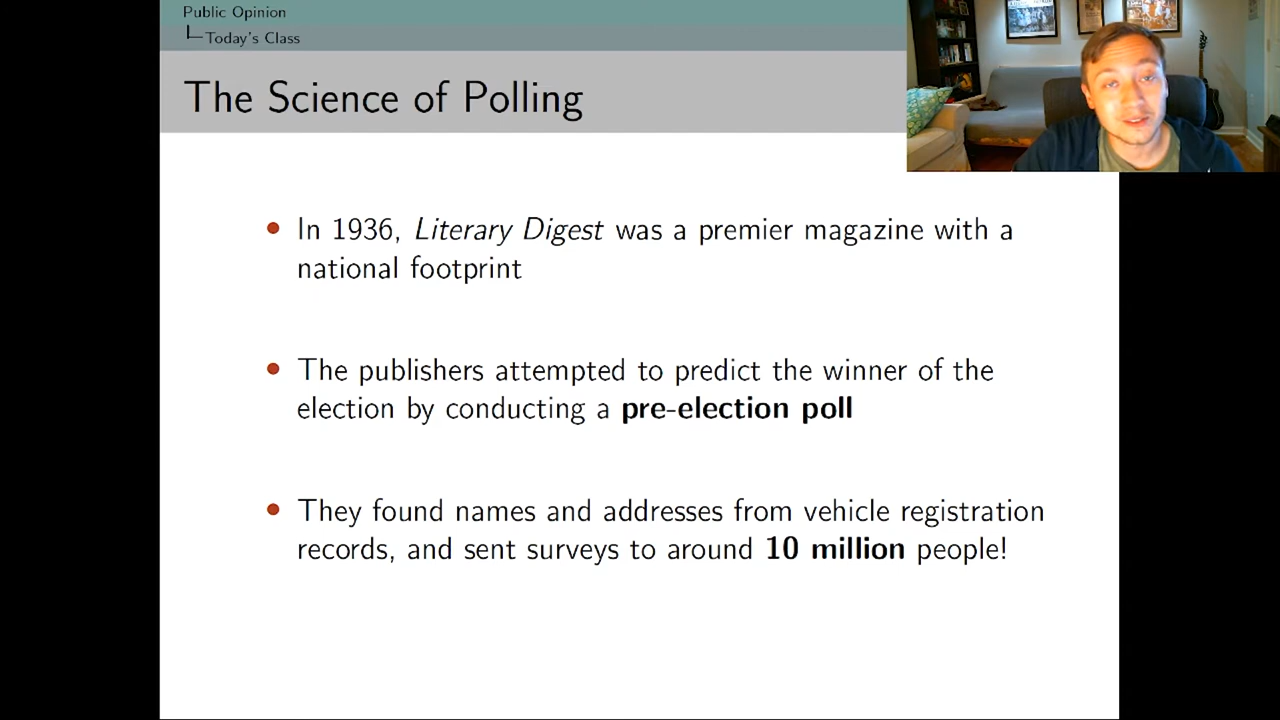 Public Opinion
Today's Class
The Science of Polling
In 1936, Literary Digest was a premier magazine with a
national footprint
The publishers attempted to predict the winner of the
election by conducting a pre-election poll
They found names and addresses from vehicle registration
records, and sent surveys to around 10 million people!